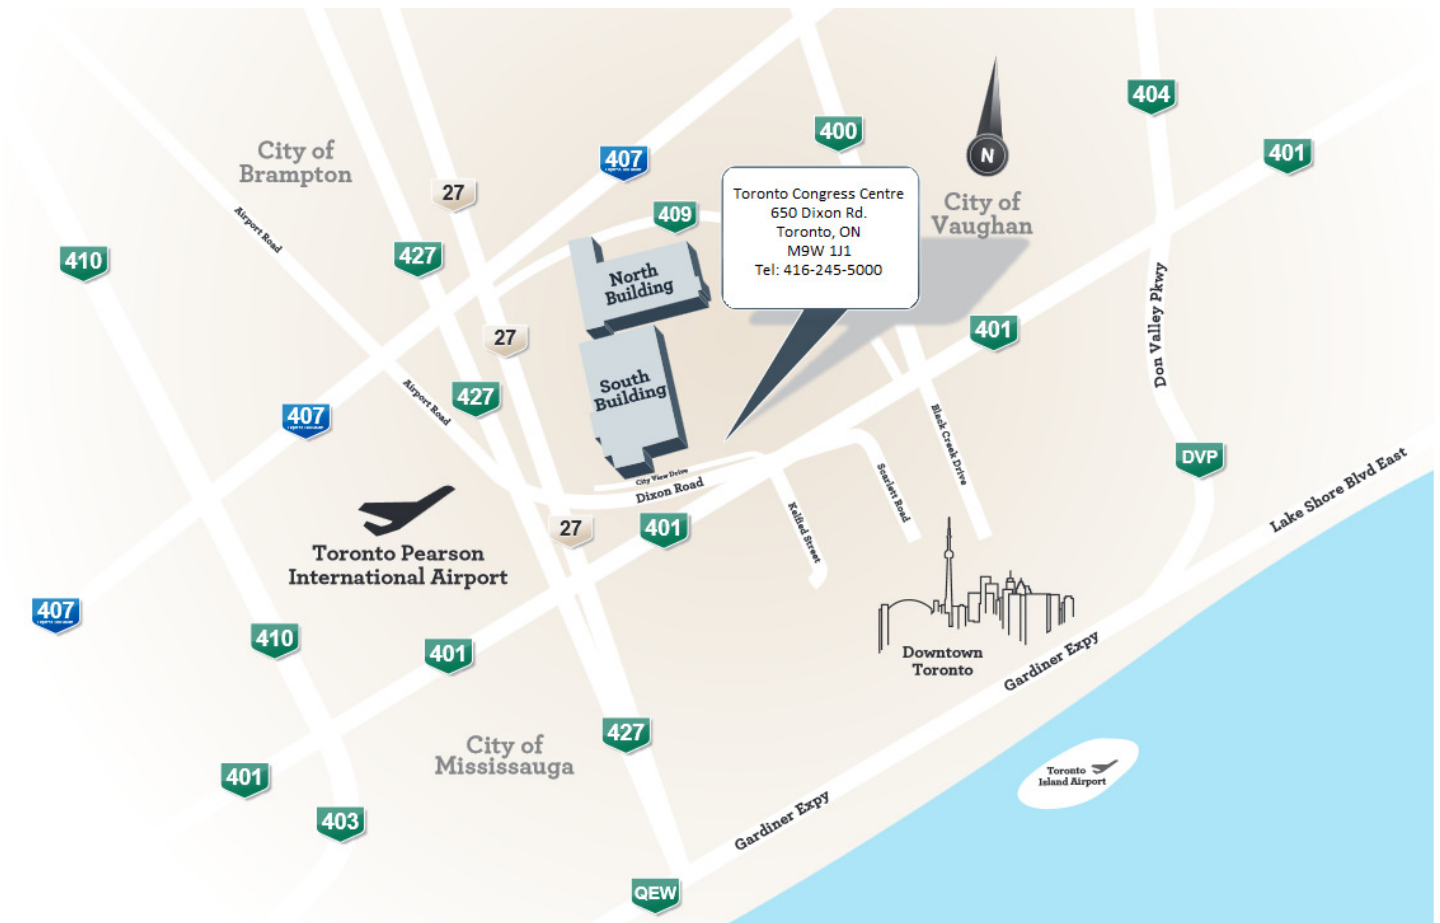 404
400
401
City of
Brampton
407
N
27
Toronto Congress Centre
650 Dixon Rd.
Toronto, ON
M9W 1J1
Tel: 416-245-5000
City of
Vaughan
409
Airport Road
410
427
North
Building
Don Valley Pkwy
27
401
South
Building
427
Airport Road
407
Black Creek Drive
DVP
Scarlett Road
City View Drive
Dixon Road
Lake Shore Blvd East
Kelfied Street
27
401
Toronto Pearson
International Airport
407
410
401
Downtown
Toronto
Gardiner Expy
427
City of
Mississauga
401
Toronto
Island Airport
403
Gardiner Expy
QEW